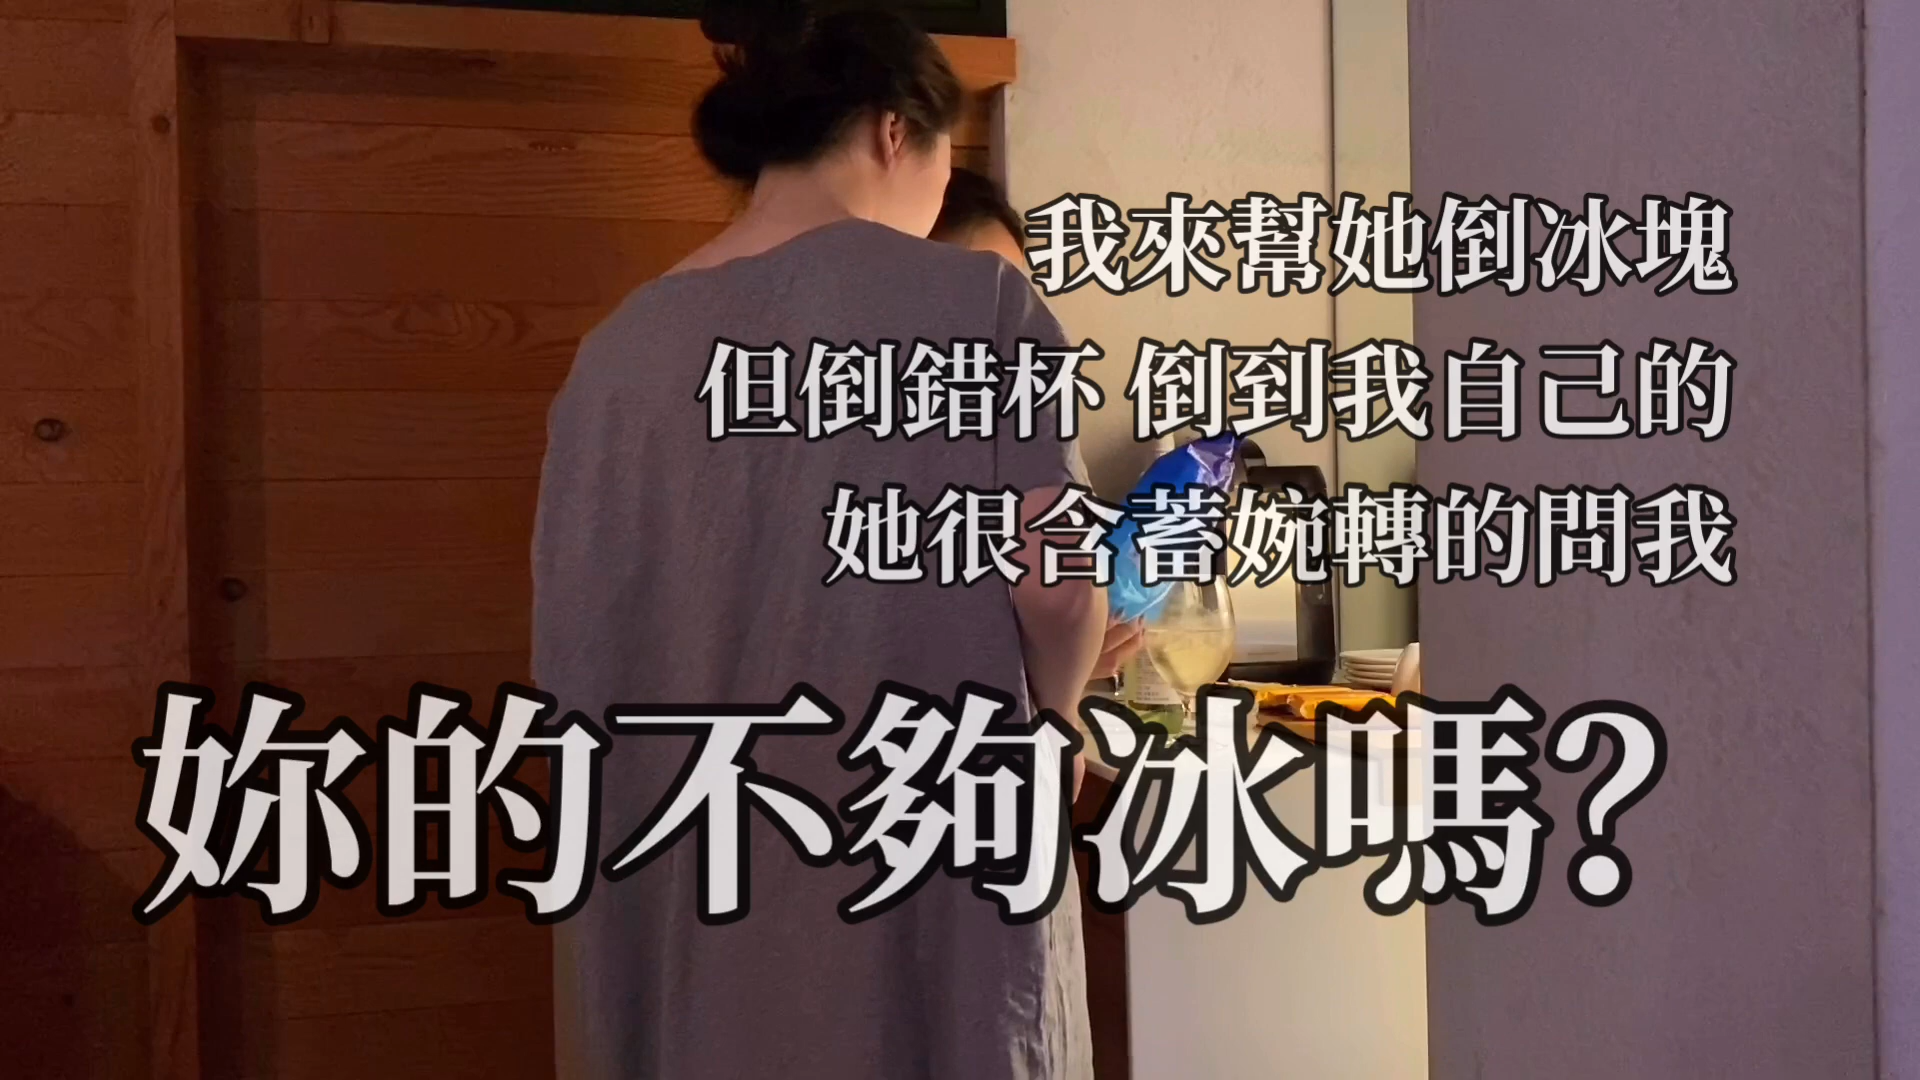 我來幫她倒冰塊
但倒錯杯 倒到我自己的
她很含蓄婉轉的問我
妳的不夠冰嗎?